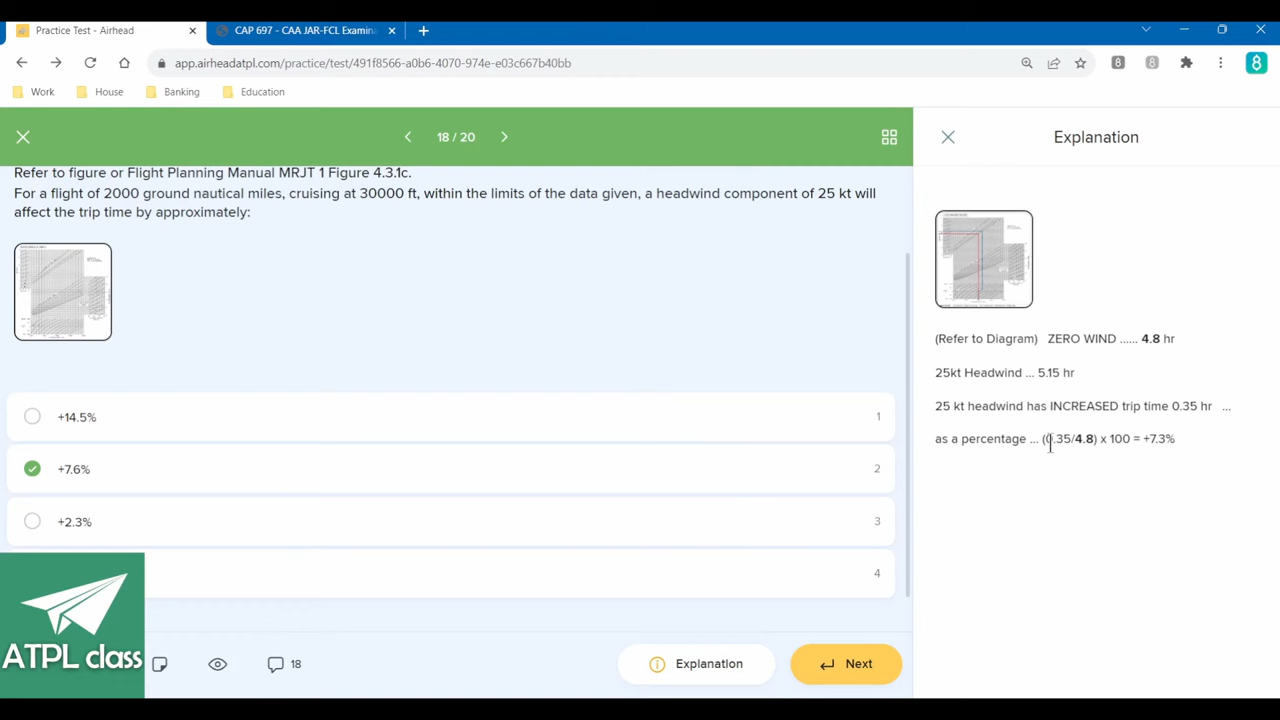 Practice Test - Airhead
CAP 697 - CAA JAR-FCL Examina
app.airheadatpl.com/practice/test/491f8566-a0b6-4070-974e-e03c667b40bb
Work
House
Banking
Education
18 / 20
Refer to figure or Flight Planning Manual MRJT 1 Figure 4.3.1c.
For a flight of 2000 ground nautical miles, cruising at 30000 ft, within the limits of the data given, a headwind component of 25 kt will
affect the trip time by approximately:
+14.5%
1
+7.6%
2
+2.3%
3
4
ATPL class
18
Explanation
Next
Explanation
(Refer to Diagram) ZERO WIND ...... 4.8 hr
25kt Headwind ... 5.15 hr
25 kt headwind has INCREASED trip time 0.35 hr ...
as a percentage ... (0.35/4.8) x 100 = +7.3%